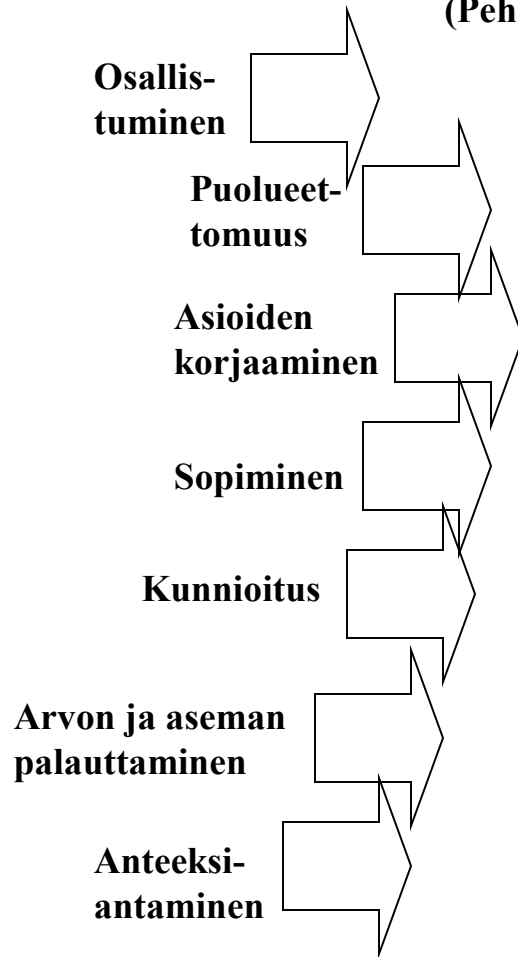 (Peh
Osallis-
tuminen
Puolueet-
tomuus
Asioiden
korjaaminen
Sopiminen
Kunnioitus
Arvon ja aseman
palauttaminen
Anteeksi-
antaminen